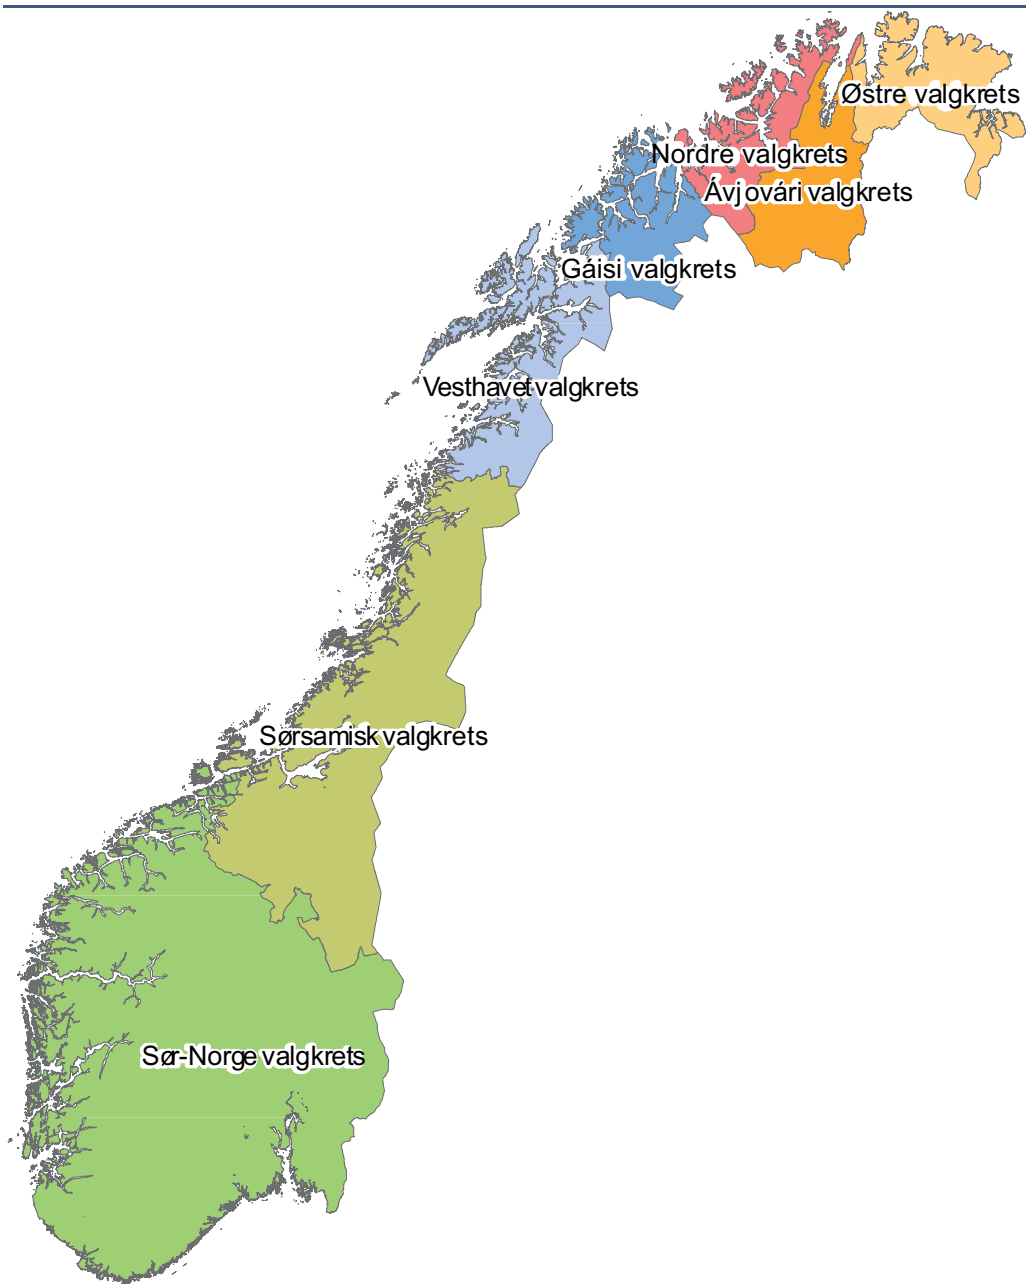 Østre valgkrets
Nordre valgkrets
Ávjovári valgkrets
Gáisi valgkrets
Vesthavet valgkrets
Sørsamisk valgkrets
Sør-Norge valgkrets